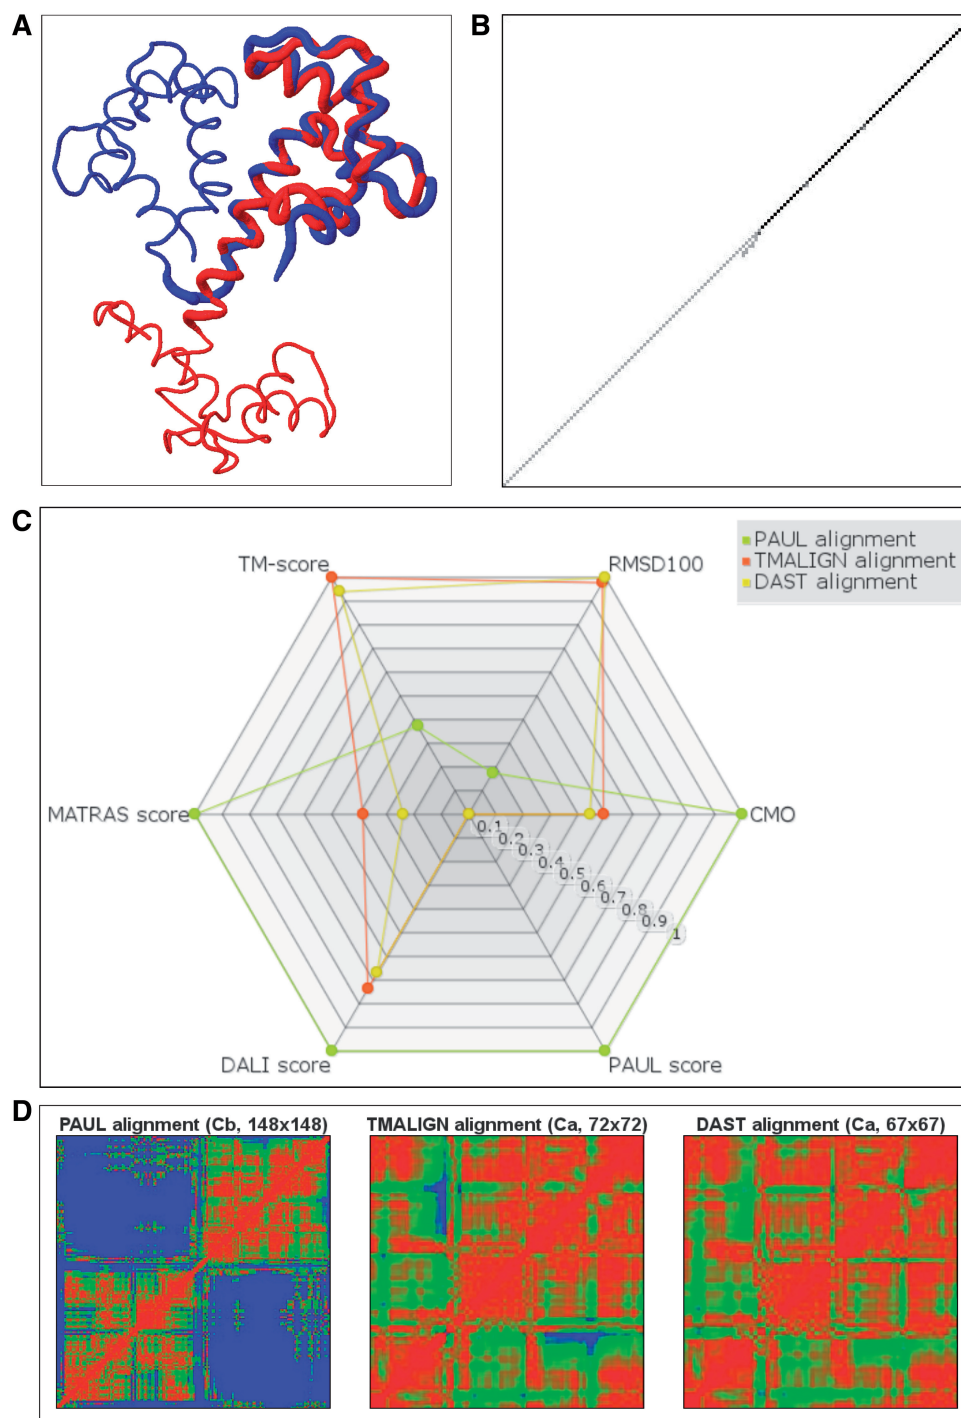 A
B
C
PAUL alignment
TMALIGN alignment
DAST alignment
TM-score
RMSD100
MATRAS score
CMO
0.1
0.2
0.3
0.4
0.5
0.6
0.7
0.8
0.9
1
DALI score
PAUL score
D
PAUL alignment (Cb, 148x148)
TMALIGN alignment (Ca, 72x72)
DAST alignment (Ca, 67x67)